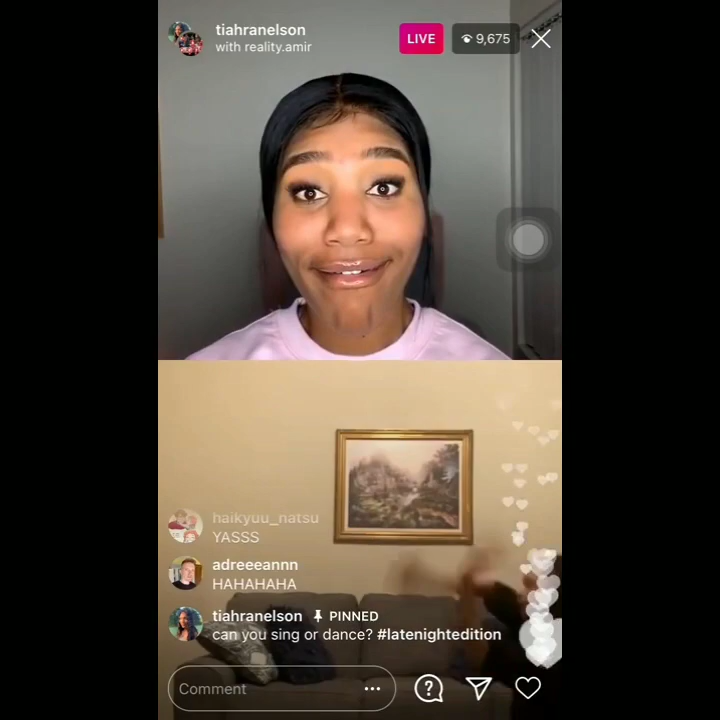 tiahranelson
with reality.amir
LIVE
9,675
haikyuu_natsu
YASSS
adreeeannn
HAHAHAHA
tiahranelson PINNED
can you sing or dance? #latenightedition
Comment